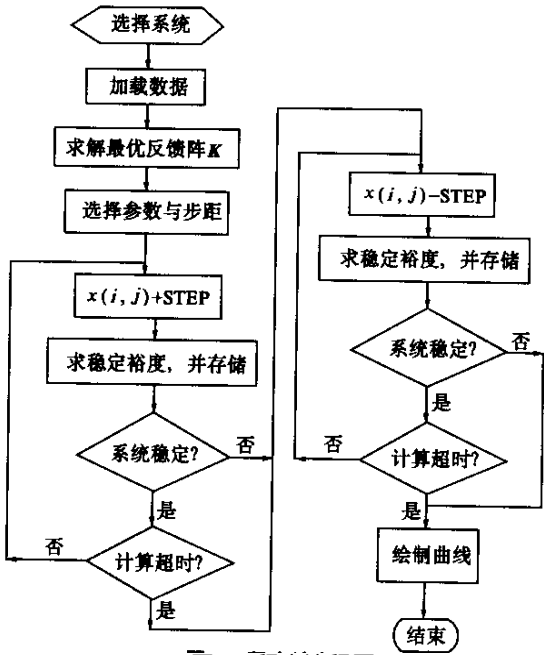 选择系统
加载数据
求解最优反馈阵K
选择参数与步距
x(i,j)+STEP
求稳定裕度，并存储
系统稳定?
否
是
计算超时?
否
是
x(i,j)-STEP
求稳定裕度，并存储
系统稳定?
否
是
计算超时?
否
是
绘制曲线
结束